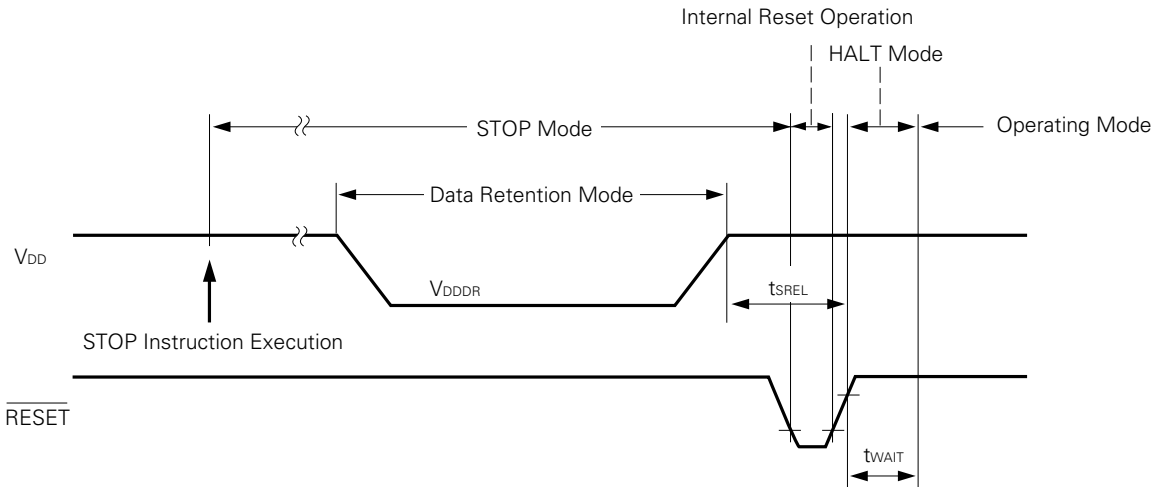 Internal Reset Operation
HALT Mode
STOP Mode
Operating Mode
Data Retention Mode
VDD
VDDDR
tSREL
STOP Instruction Execution
RESET
tWAIT